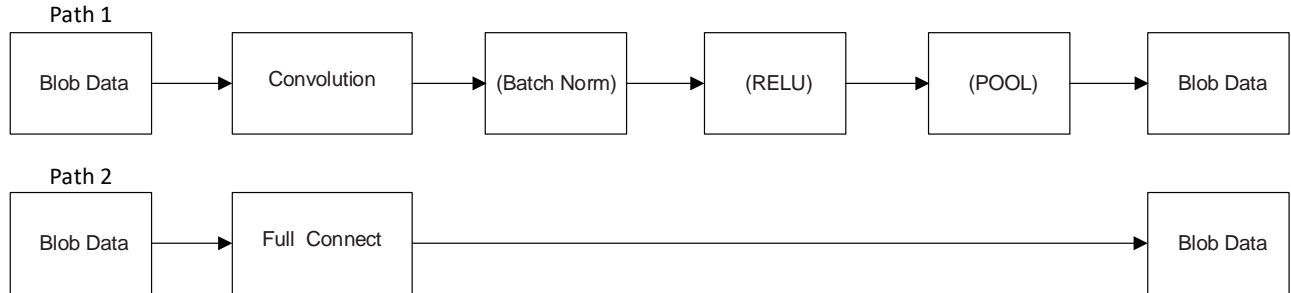 Path 1
Blob Data
Convolution
(Batch Norm)
(RELU)
(POOL)
Blob Data
Path 2
Blob Data
Full Connect
Blob Data